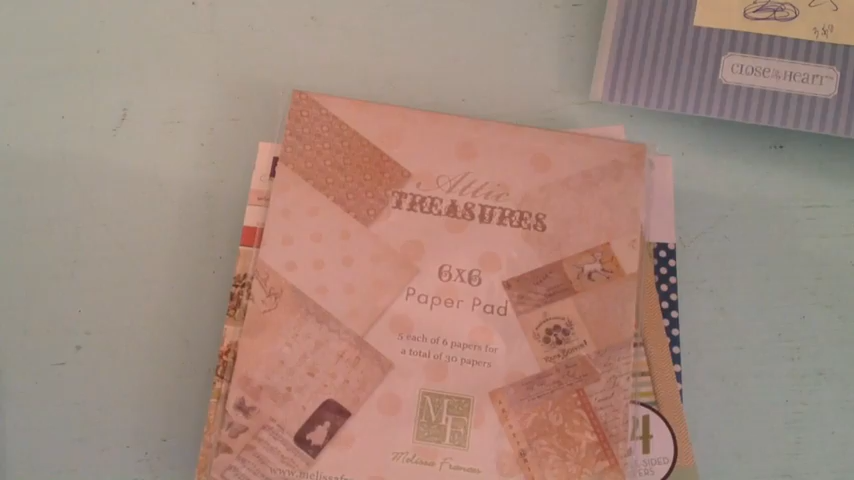 CLOSE TO MY HEART
Attic
TREASURES
6x6
Paper Pad
5 each of 6 papers for
a total of 30 papers
MF
Melissa Frances